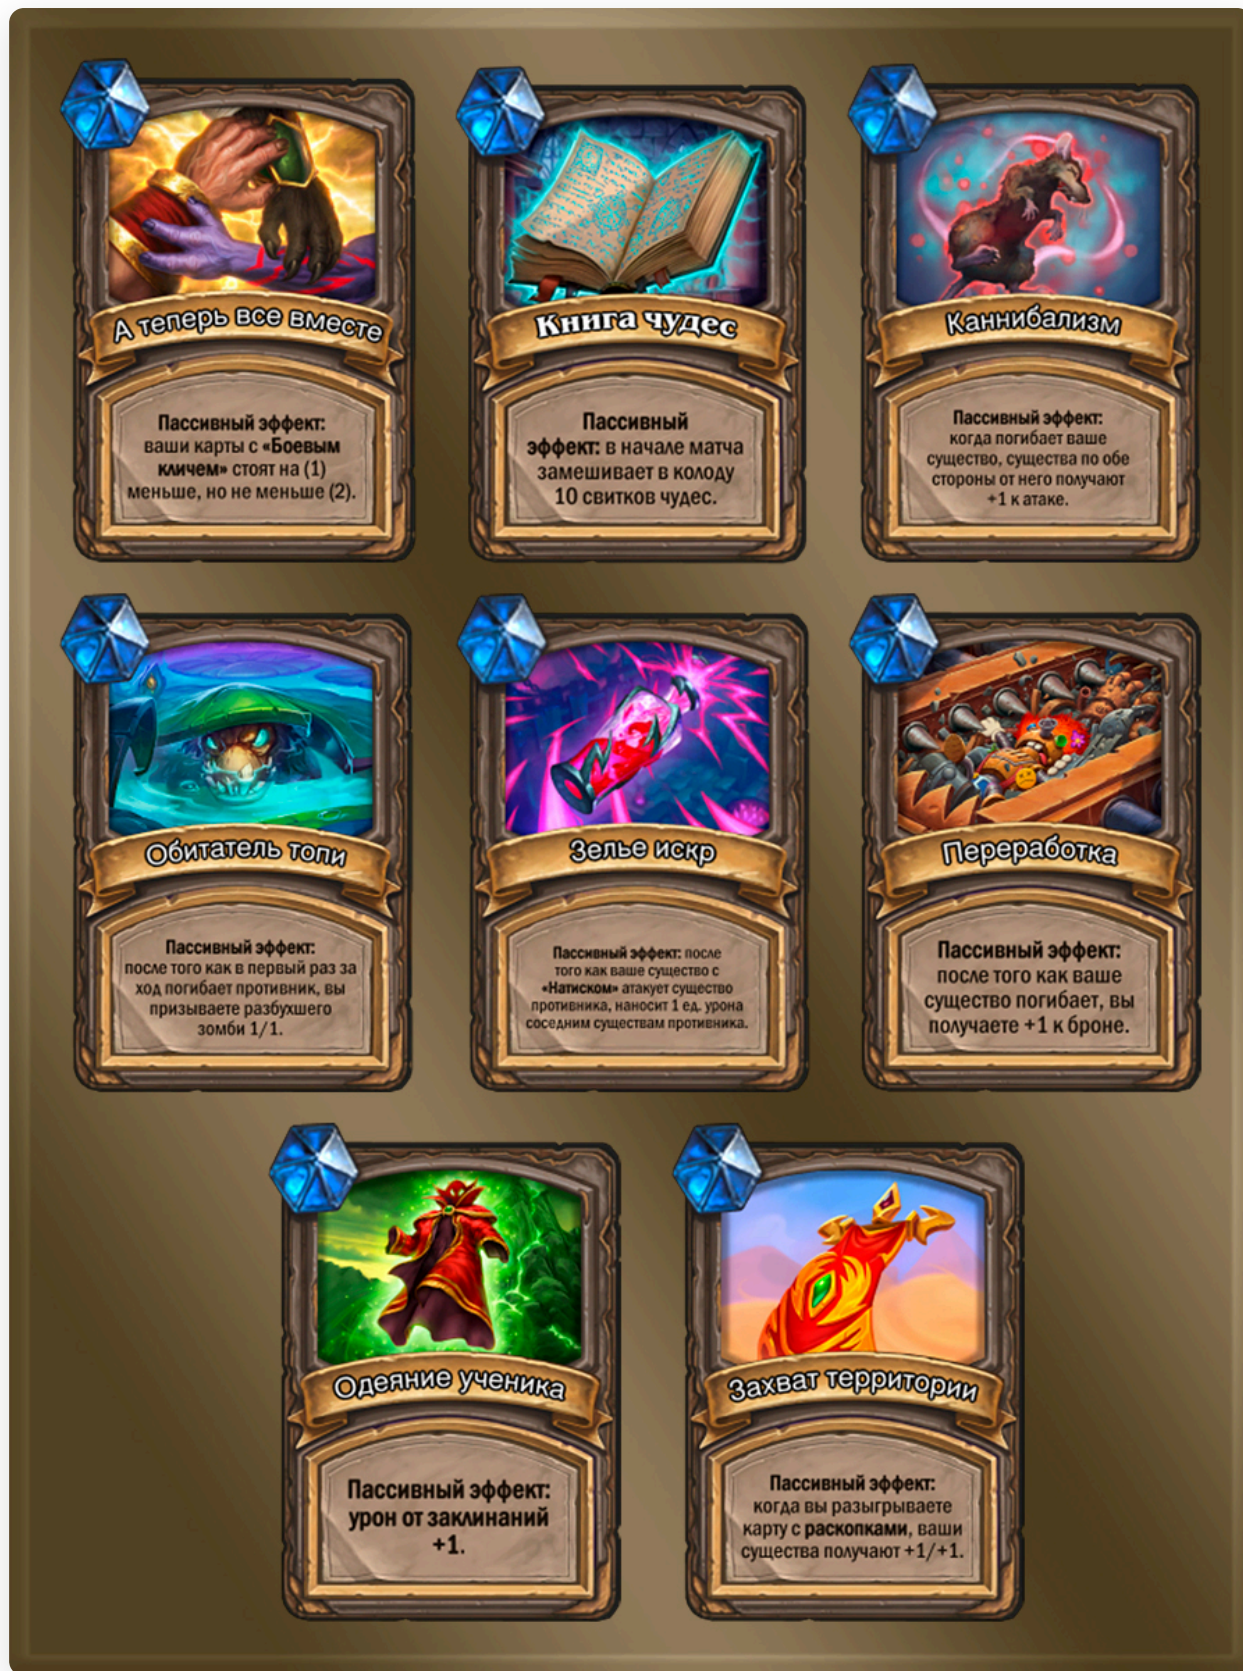 А теперь все вместе
Пассивный эффект:
ваши карты с «Боевым
кличем» стоят на (1)
меньше, но не меньше (2).
Книга чудес
Пассивный
эффект: в начале матча
замешивает в колоду
10 свитков чудес.
Каннибализм
Пассивный эффект:
когда погибает ваше
существо, существа по обе
стороны от него получают
+1 к атаке.
Обитатель топи
Пассивный эффект:
после того как в первый раз за
ход погибает противник, вы
призываете разбухшего
зомби 1/1.
Зелье искр
Пассивный эффект: после
того как ваше существо с
«Натиском» атакует существо
противника, наносит 1 ед. урона
соседним существам противника.
Переработка
Пассивный эффект:
после того как ваше
существо погибает, вы
получаете +1 к броне.
Одеяние ученика
Пассивный эффект:
урон от заклинаний
+1.
Захват территории
Пассивный эффект:
когда вы разыгрываете
карту с раскопками, ваши
существа получают +1/+1.